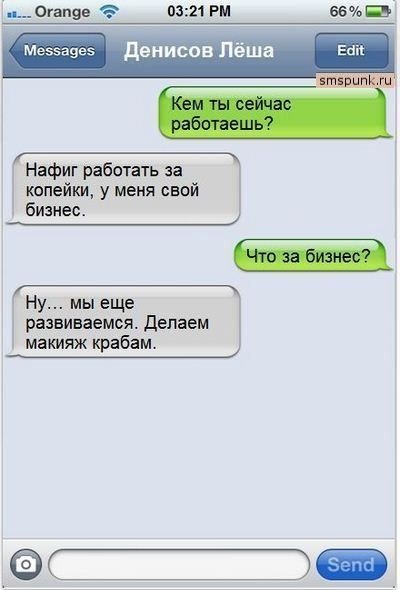 Orange 03:21 PM 66%
Messages Денисов Лёша Edit
smspunk.ru
Кем ты сейчас
работаешь?
Нафиг работать за
копейки, у меня свой
бизнес.
Что за бизнес?
Ну... мы еще
развиваемся. Делаем
макияж крабам.
Send